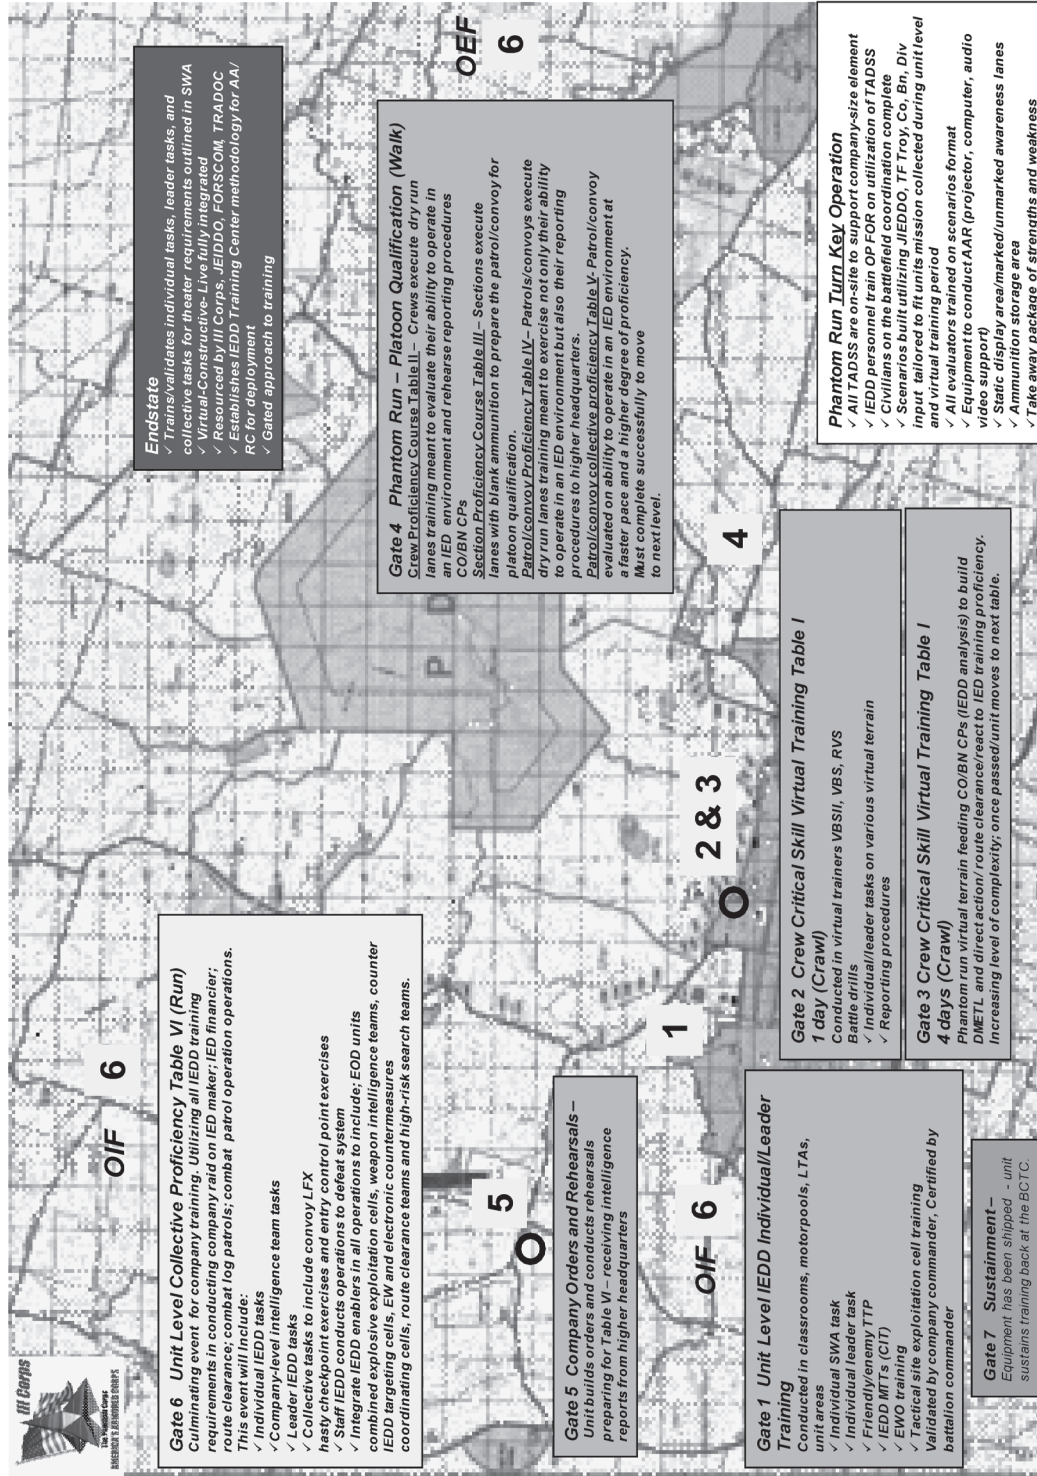 III Corps
The Phantom Corps
AMERICA'S ARMORED CORPS
OIF 6
Gate 6 Unit Level Collective Proficiency Table VI (Run)
Culminating event for company training. Utilizing all IEDD training
requirements in conducting company raid on IED maker; IED financier;
route clearance; combat log patrols; combat patrol operation operations.
This event will Include:
✓ Individual IEDD tasks
✓ Company-level intelligence team tasks
✓ Leader IEDD tasks
✓ Collective tasks to include convoy LFX
hasty checkpoint exercises and entry control point exercises
✓ Staff IEDD conducts operations to defeat system
✓ Integrate IEDD enablers in all operations to include; EOD units
combined explosive exploitation cells, weapon intelligence teams, counter
IEDD targeting cells, EW and electronic countermeasures
coordinating cells, route clearance teams and high-risk search teams.
Endstate
✓ Trains/validates individual tasks, leader tasks, and
collective tasks for theater requirements outlined in SWA
✓ Virtual-Constructive- Live fully integrated
✓ Resourced by III Corps, JEIDDO, FORSCOM, TRADOC
✓ Establishes IEDD Training Center methodology for AA/
RC for deployment
✓ Gated approach to training
OEF
6
Gate 4 Phantom Run – Platoon Qualification (Walk)
Crew Proficiency Course Table II – Crews execute dry run
lanes training meant to evaluate their ability to operate in
an IED environment and rehearse reporting procedures
CO/BN CPs
Section Proficiency Course Table III – Sections execute
lanes with blank ammunition to prepare the patrol/convoy for
platoon qualification.
Patrol/convoy Proficiency Table IV – Patrols/convoys execute
dry run lanes training meant to exercise not only their ability
to operate in an IED environment but also their reporting
procedures to higher headquarters.
Patrol/convoy collective proficiency Table V- Patrol/convoy
evaluated on ability to operate in an IED environment at
a faster pace and a higher degree of proficiency.
Must complete successfully to move
to next level.
P D
5
Gate 5 Company Orders and Rehearsals –
Unit builds orders and conducts rehearsals
preparing for Table VI – receiving intelligence
reports from higher headquarters
1
2 & 3
4
OIF 6
Gate 1 Unit Level IEDD Individual/Leader
Training
Conducted in classrooms, motorpools, LTAs,
unit areas
✓ Individual SWA task
✓ Individual leader task
✓ Friendly/enemy TTP
✓ IEDD MTTs (CIT)
✓ EWO training
✓ Tactical site exploitation cell training
Validated by company commander, Certified by
battalion commander
Gate 2 Crew Critical Skill Virtual Training Table I
1 day (Crawl)
Conducted in virtual trainers VBSII, VBS, RVS
Battle drills
✓ Individual/leader tasks on various virtual terrain
✓ Reporting procedures
Gate 3 Crew Critical Skill Virtual Training Table I
4 days (Crawl)
Phantom run virtual terrain feeding CO/BN CPs (IEDD analysis) to build
DMETL and direct action/ route clearance/react to IED training proficiency.
Increasing level of complexity; once passed/unit moves to next table.
Phantom Run Turn Key Operation
✓ All TADSS are on-site to support company-size element
✓ IEDD personnel train OP FOR on utilization of TADSS
✓ Civilians on the battlefield coordination complete
✓ Scenarios built utilizing JEIDDO, TF Troy, Co, Bn, Div
input tailored to fit units mission collected during unit level
and virtual training period
✓ All evaluators trained on scenarios format
✓ Equipment to conduct AAR (projector, computer, audio
video support)
✓ Static display area/marked/unmarked awareness lanes
✓ Ammunition storage area
✓ Take away package of strengths and weakness
Gate 7 Sustainment –
Equipment has been shipped - unit
sustains training back at the BCTC.